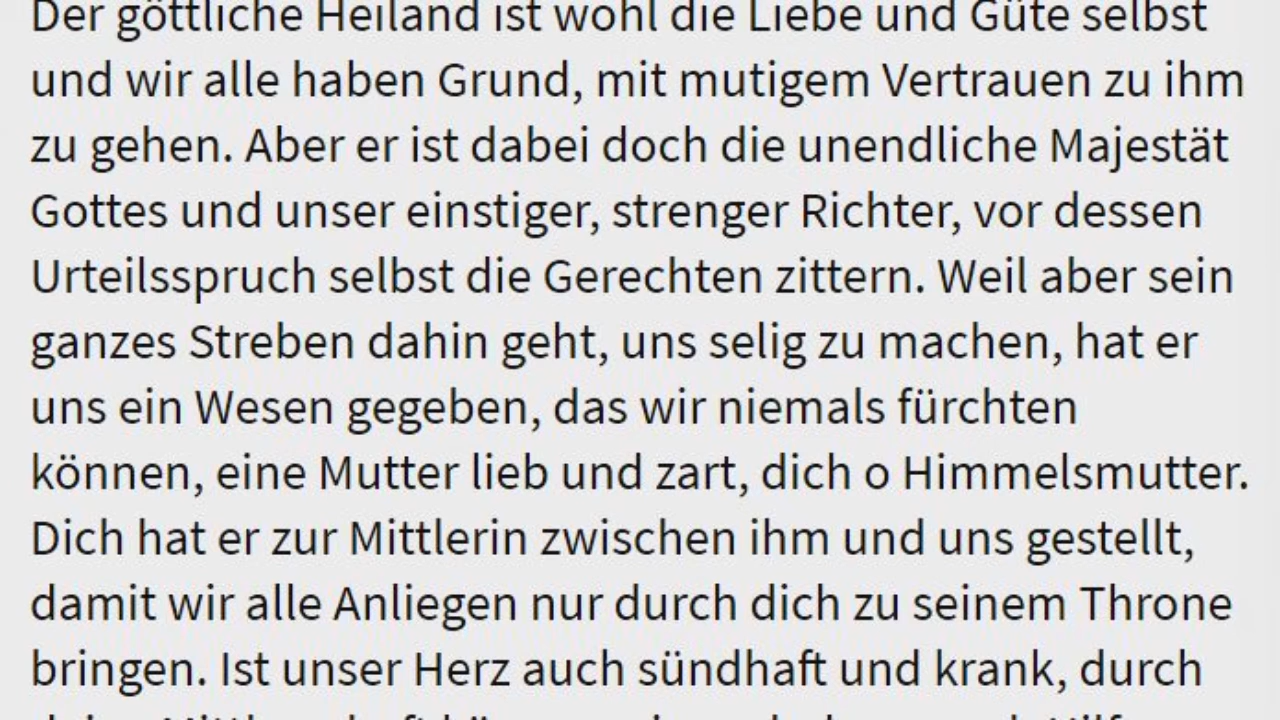 Der göttliche Heiland ist wohl die Liebe und Güte selbst
und wir alle haben Grund, mit mutigem Vertrauen zu ihm
zu gehen. Aber er ist dabei doch die unendliche Majestät
Gottes und unser einstiger, strenger Richter, vor dessen
Urteilsspruch selbst die Gerechten zittern. Weil aber sein
ganzes Streben dahin geht, uns selig zu machen, hat er
uns ein Wesen gegeben, das wir niemals fürchten
können, eine Mutter lieb und zart, dich o Himmelsmutter.
Dich hat er zur Mittlerin zwischen ihm und uns gestellt,
damit wir alle Anliegen nur durch dich zu seinem Throne
bringen. Ist unser Herz auch sündhaft und krank, durch